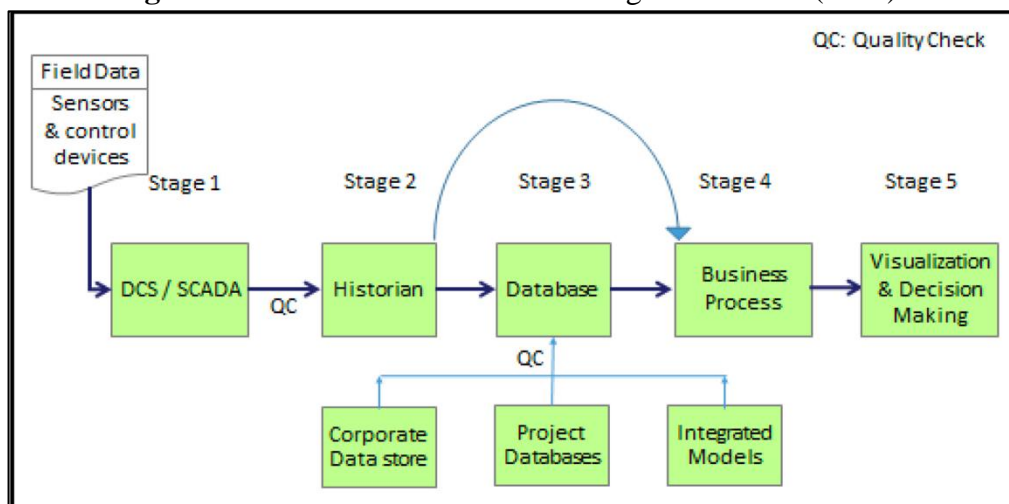 QC: Quality Check
Field Data
Sensors
& control
devices
Stage 1
Stage 2
Stage 3
Stage 4
Stage 5
DCS / SCADA
QC
Historian
Database
Business
Process
Visualization
& Decision
Making
QC
Corporate
Data store
Project
Databases
Integrated
Models